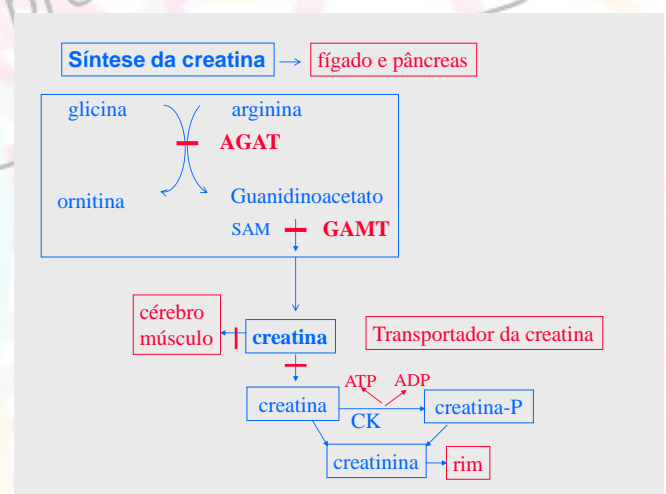 Síntese da creatina
fígado e pâncreas
glicina
arginina
AGAT
ornitina
Guanidinoacetato
SAM
GAMT
cérebro
músculo
creatina
Transportador da creatina
ATP
ADP
creatina
CK
creatina-P
creatinina
rim